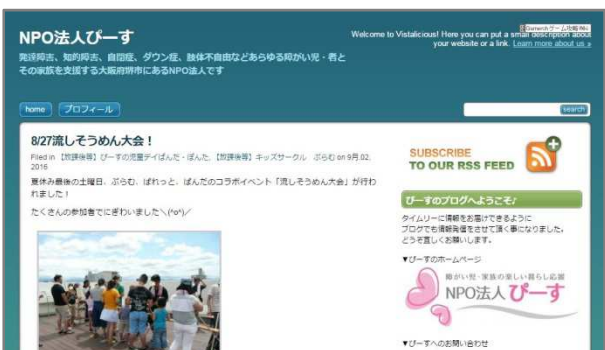 NPO法人ぴーす
発達障害、知的障害、自閉症、ダウン症、肢体不自由などあらゆる障がい児・者と
その家族を支援する大阪府堺市にあるNPO法人です
Gamerchゲーム攻略Wiki
Welcome to Vistalicious! Here you can put a small description about
your website or a link. Learn more about us »
home
プロフィール
search
8/27流しそうめん大会！
Filed in 【放課後等】ぴーすの児童デイぱんだ・ぽんた,【放課後等】キッズサークル ぷらむ on 9月.02,
2016
夏休み最後の土曜日、ぷらむ、ぱれっと、ぱんだのコラボイベント「流しそうめん大会」が行わ
れました！
たくさんの参加者でにぎわいました＼(^o^)／
SUBSCRIBE
TO OUR RSS FEED
ぴーすのブログへようこそ♪
タイムリーに情報をお届けできるように
ブログでも情報発信をさせて頂く事になりました。
どうぞ宜しくお願いします。
▼ぴーすのホームページ
障がい児・家族の楽しい暮らし応援
NPO法人ぴーす
▼ぴーすへのお問い合わせ